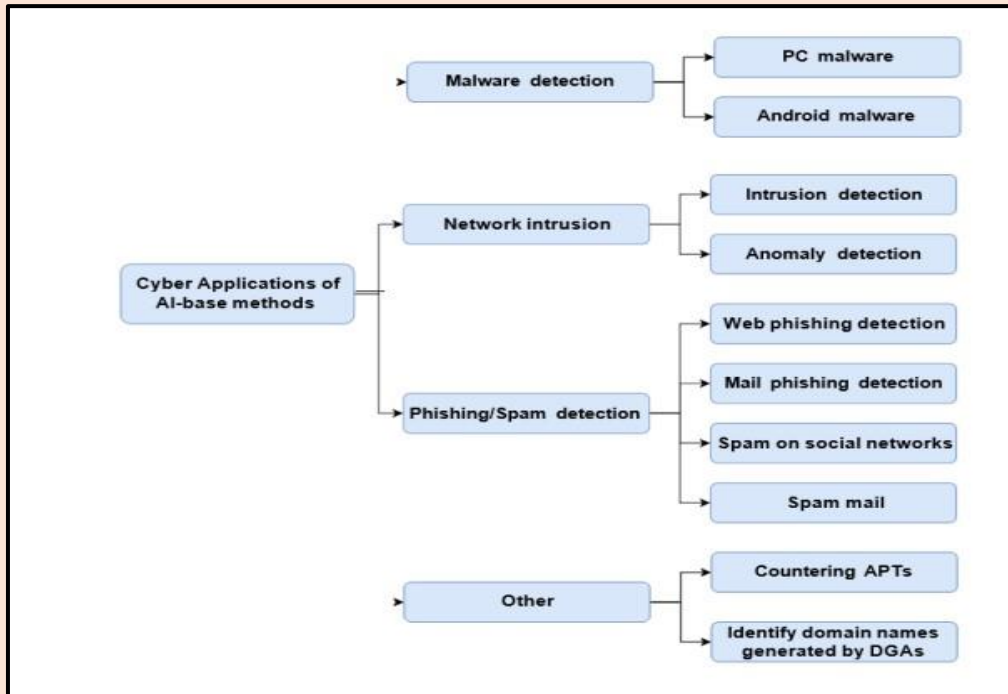 PC malware
Malware detection
Android malware
Intrusion detection
Network intrusion
Anomaly detection
Cyber Applications of
AI-base methods
Web phishing detection
Mail phishing detection
Phishing/Spam detection
Spam on social networks
Spam mail
Countering APTs
Other
Identify domain names
generated by DGAs